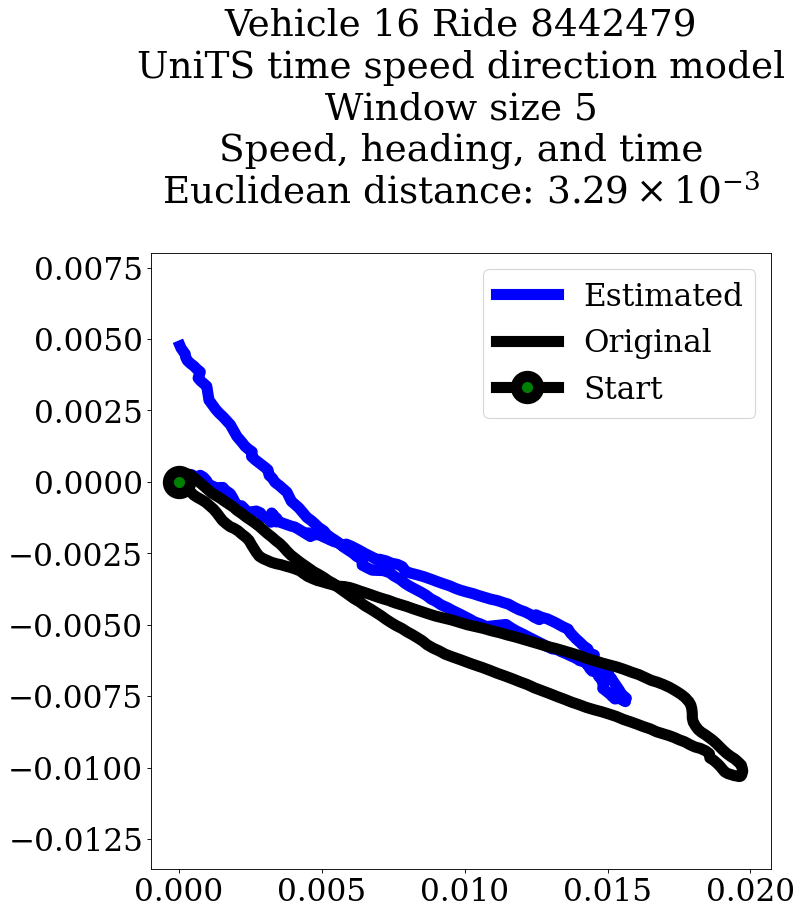 Vehicle 16 Ride 8442479
UniTS time speed direction model
Window size 5
Speed, heading, and time
Euclidean distance: 3.29 × 10⁻³
Estimated
Original
Start
0.0075
0.0050
0.0025
0.0000
−0.0025
−0.0050
−0.0075
−0.0100
−0.0125
0.000 0.005 0.010 0.015 0.020